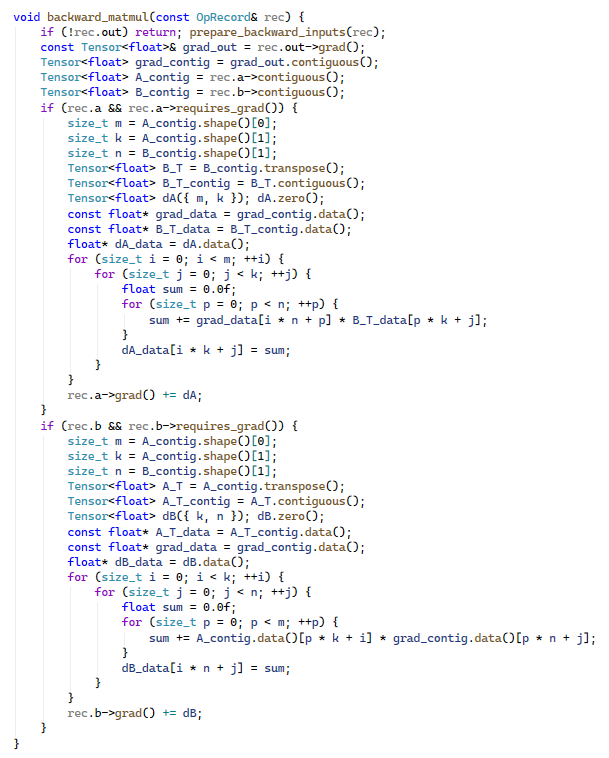 void backward_matmul(const OpRecord& rec) {
    if (!rec.out) return; prepare_backward_inputs(rec);
    const Tensor<float>& grad_out = rec.out->grad();
    Tensor<float> grad_contig = grad_out.contiguous();
    Tensor<float> A_contig = rec.a->contiguous();
    Tensor<float> B_contig = rec.b->contiguous();
    if (rec.a && rec.a->requires_grad()) {
        size_t m = A_contig.shape()[0];
        size_t k = A_contig.shape()[1];
        size_t n = B_contig.shape()[1];
        Tensor<float> B_T = B_contig.transpose();
        Tensor<float> B_T_contig = B_T.contiguous();
        Tensor<float> dA({ m, k }); dA.zero();
        const float* grad_data = grad_contig.data();
        const float* B_T_data = B_T_contig.data();
        float* dA_data = dA.data();
        for (size_t i = 0; i < m; ++i) {
            for (size_t j = 0; j < k; ++j) {
                float sum = 0.0f;
                for (size_t p = 0; p < n; ++p) {
                    sum += grad_data[i * n + p] * B_T_data[p * k + j];
                }
                dA_data[i * k + j] = sum;
            }
        }
        rec.a->grad() += dA;
    }
    if (rec.b && rec.b->requires_grad()) {
        size_t m = A_contig.shape()[0];
        size_t k = A_contig.shape()[1];
        size_t n = B_contig.shape()[1];
        Tensor<float> A_T = A_contig.transpose();
        Tensor<float> A_T_contig = A_T.contiguous();
        Tensor<float> dB({ k, n }); dB.zero();
        const float* A_T_data = A_T_contig.data();
        const float* grad_data = grad_contig.data();
        float* dB_data = dB.data();
        for (size_t i = 0; i < k; ++i) {
            for (size_t j = 0; j < n; ++j) {
                float sum = 0.0f;
                for (size_t p = 0; p < m; ++p) {
                    sum += A_contig.data()[p * k + i] * grad_contig.data()[p * n + j];
                }
                dB_data[i * n + j] = sum;
            }
        }
        rec.b->grad() += dB;
    }
}